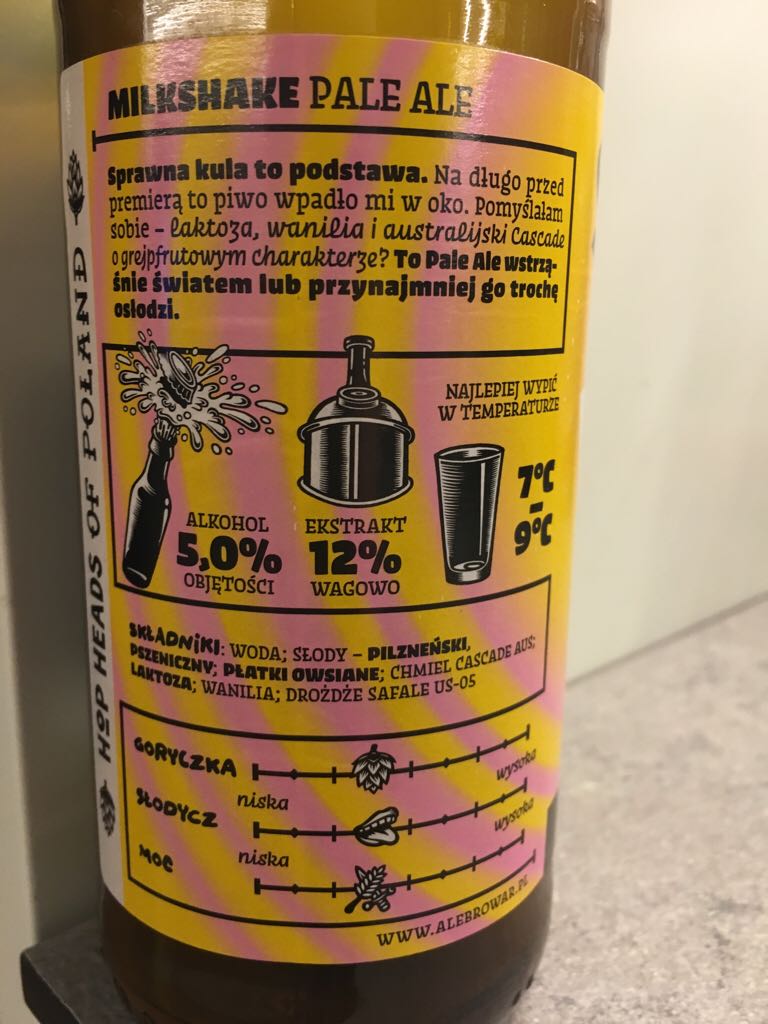 MILKSHAKE PALE ALE
Sprawna kula to podstawa. Na długo przed
premierą to piwo wpadło mi w oko. Pomyślałam
sobie – laktoza, wanilia i australijski Cascade
o grejpfrutowym charakterze? To Pale Ale wstrzą-
śnie światem lub przynajmniej go trochę
osłodzi.
HOP HEADS OF POLAND
ALKOHOL
5,0%
OBJĘTOŚCI
EKSTRAKT
12%
WAGOWO
NAJLEPIEJ WYPIĆ
W TEMPERATURZE
7°C
–
9°C
SKŁADNIKI: WODA; SŁODY – PILZNEŃSKI,
PSZENICZNY; PŁATKI OWSIANE; CHMIEL CASCADE AUS;
LAKTOZA; WANILIA; DROŻDŻE SAFALE US-05
GORYCZKA
niska
wysoka
SŁODYCZ
niska
wysoka
MOC
WWW.ALEBROWAR.PL